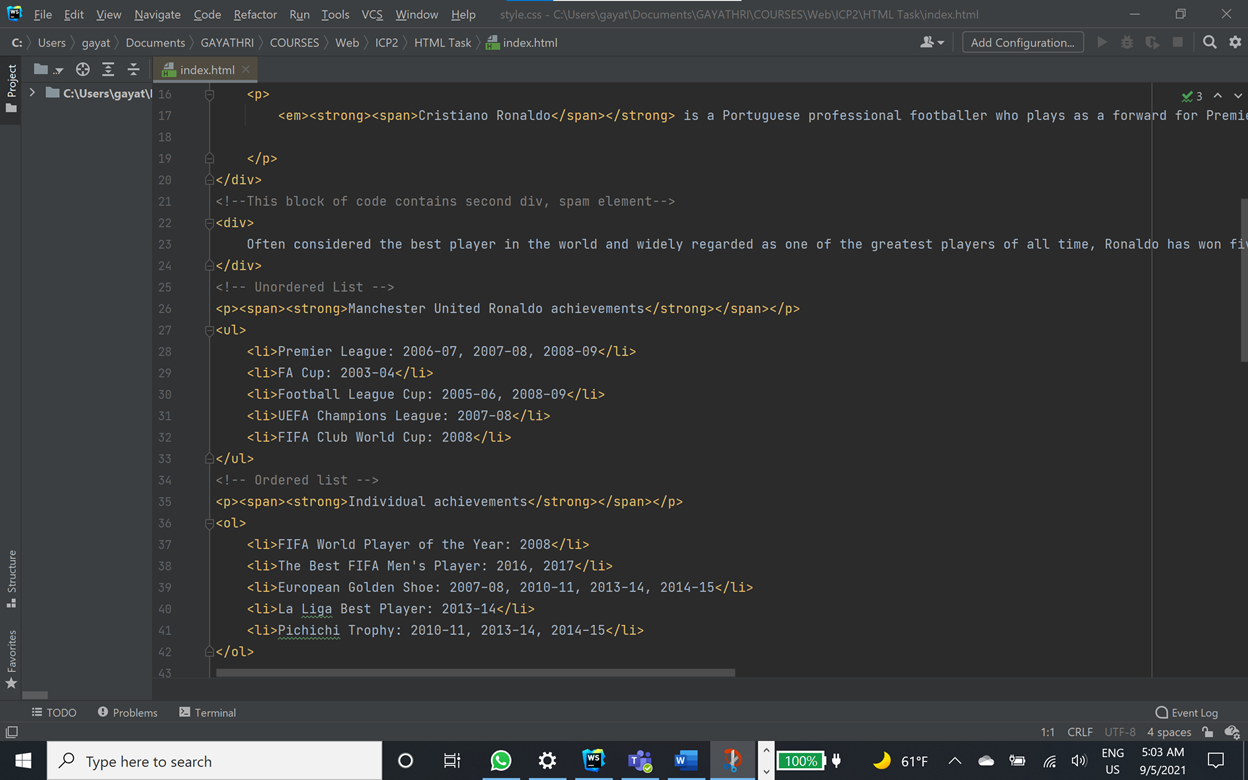 WS File Edit View Navigate Code Refactor Run Tools VCS Window Help style.css - C:\Users\gayat\Documents\GAYATHRI\COURSES\Web\ICP2\HTML Task\index.html
C: Users gayat Documents GAYATHRI COURSES Web ICP2 HTML Task index.html Add Configuration...
Project
index.html
C:\Users\gayat\
3
16 <p>
17 <em><strong><span>Cristiano Ronaldo</span></strong> is a Portuguese professional footballer who plays as a forward for Premie
18
19 </p>
20 </div>
21 <!--This block of code contains second div, spam element-->
22 <div>
23 Often considered the best player in the world and widely regarded as one of the greatest players of all time, Ronaldo has won fiv
24 </div>
25 <!-- Unordered List -->
26 <p><span><strong>Manchester United Ronaldo achievements</strong></span></p>
27 <ul>
28 <li>Premier League: 2006-07, 2007-08, 2008-09</li>
29 <li>FA Cup: 2003-04</li>
30 <li>Football League Cup: 2005-06, 2008-09</li>
31 <li>UEFA Champions League: 2007-08</li>
32 <li>FIFA Club World Cup: 2008</li>
33 </ul>
34 <!-- Ordered list -->
35 <p><span><strong>Individual achievements</strong></span></p>
36 <ol>
37 <li>FIFA World Player of the Year: 2008</li>
38 <li>The Best FIFA Men's Player: 2016, 2017</li>
39 <li>European Golden Shoe: 2007-08, 2010-11, 2013-14, 2014-15</li>
40 <li>La Liga Best Player: 2013-14</li>
41 <li>Pichichi Trophy: 2010-11, 2013-14, 2014-15</li>
42 </ol>
43
Structure
Favorites
TODO Problems Terminal Event Log
1:1 CRLF UTF-8 4 spaces
Type here to search
WS
100%
61°F
ENG
US
5:03 AM
9/5/2021